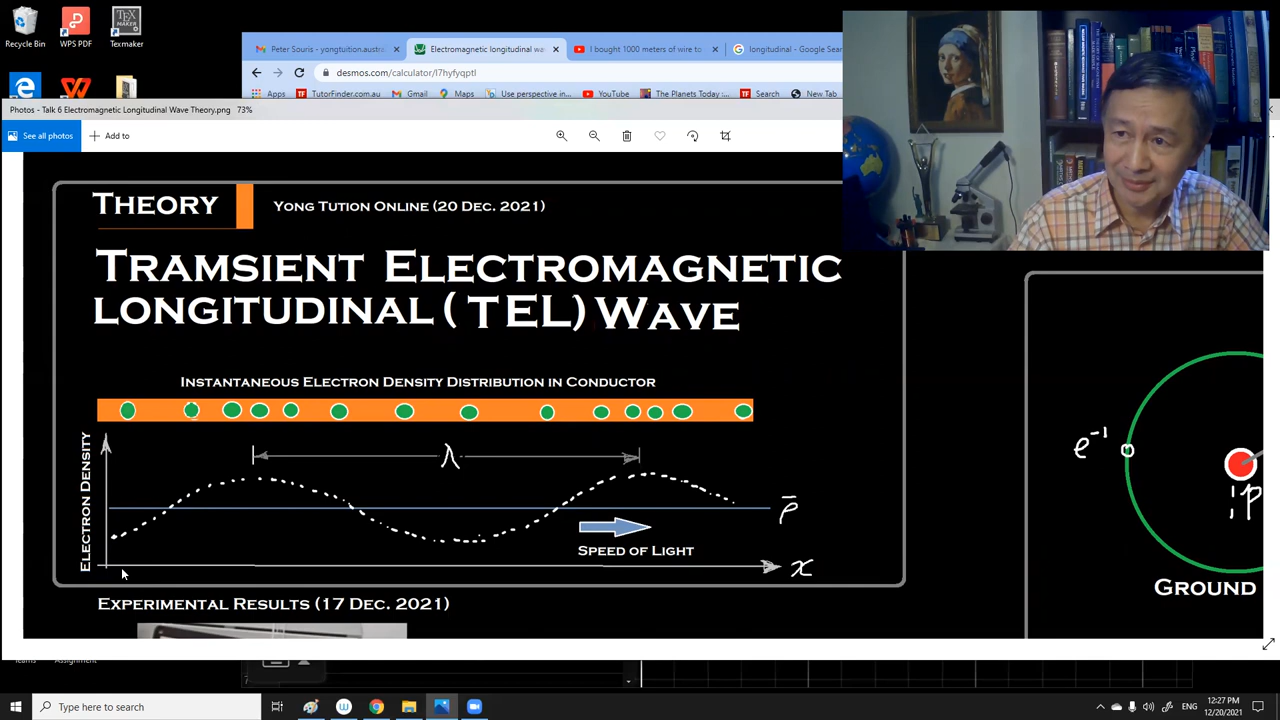 Recycle Bin
WPS PDF
Texmaker
TEX
MAKER
Peter Souris - yongtuition.austra
Electromagnetic longitudinal wav
I bought 1000 meters of wire to
longitudinal - Google Sear
desmos.com/calculator/l7hyfyqptl
Apps
TutorFinder.com.au
Gmail
Maps
Use perspective in...
YouTube
The Planets Today :...
Search
New Tab
Photos - Talk 6 Electromagnetic Longitudinal Wave Theory.png 73%
See all photos
Add to
THEORY
YONG TUTION ONLINE (20 DEC. 2021)
TRAMSIENT ELECTROMAGNETIC
LONGITUDINAL (TEL) WAVE
INSTANTANEOUS ELECTRON DENSITY DISTRIBUTION IN CONDUCTOR
ELECTRON DENSITY
λ
ρ̄
SPEED OF LIGHT
x
EXPERIMENTAL RESULTS (17 DEC. 2021)
e⁻¹
GROUND
Type here to search
ENG
12:27 PM
12/20/2021